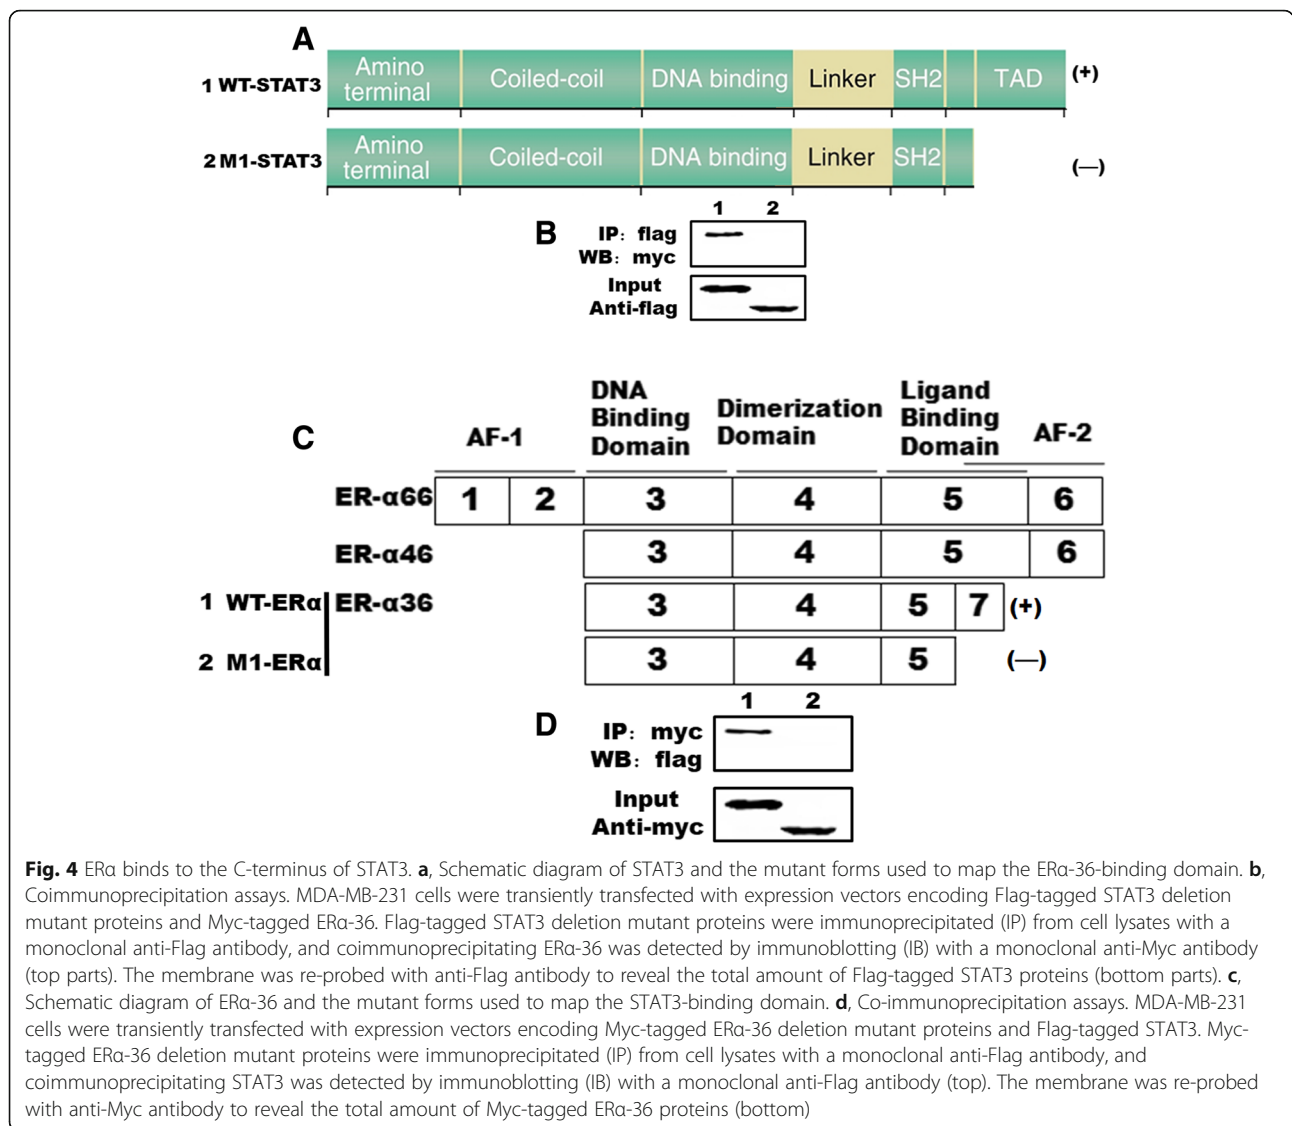 A
1 WT-STAT3
Amino terminal
Coiled-coil
DNA binding
Linker
SH2
TAD
(+)
2 M1-STAT3
Amino terminal
Coiled-coil
DNA binding
Linker
SH2
(—)
B
1 2
IP: flag
WB: myc
Input
Anti-flag
C
AF-1
DNA
Binding
Domain
Dimerization
Domain
Ligand
Binding
Domain
AF-2
ER-α66 1 2 3 4 5 6
ER-α46 3 4 5 6
1 WT-ERα ER-α36 3 4 5 7 (+)
2 M1-ERα 3 4 5 (—)
D
1 2
IP: myc
WB: flag
Input
Anti-myc
Fig. 4 ERα binds to the C-terminus of STAT3. a, Schematic diagram of STAT3 and the mutant forms used to map the ERα-36-binding domain. b,
Coimmunoprecipitation assays. MDA-MB-231 cells were transiently transfected with expression vectors encoding Flag-tagged STAT3 deletion
mutant proteins and Myc-tagged ERα-36. Flag-tagged STAT3 deletion mutant proteins were immunoprecipitated (IP) from cell lysates with a
monoclonal anti-Flag antibody, and coimmunoprecipitating ERα-36 was detected by immunoblotting (IB) with a monoclonal anti-Myc antibody
(top parts). The membrane was re-probed with anti-Flag antibody to reveal the total amount of Flag-tagged STAT3 proteins (bottom parts). c,
Schematic diagram of ERα-36 and the mutant forms used to map the STAT3-binding domain. d, Co-immunoprecipitation assays. MDA-MB-231
cells were transiently transfected with expression vectors encoding Myc-tagged ERα-36 deletion mutant proteins and Flag-tagged STAT3. Myc-
tagged ERα-36 deletion mutant proteins were immunoprecipitated (IP) from cell lysates with a monoclonal anti-Flag antibody, and
coimmunoprecipitating STAT3 was detected by immunoblotting (IB) with a monoclonal anti-Flag antibody (top). The membrane was re-probed
with anti-Myc antibody to reveal the total amount of Myc-tagged ERα-36 proteins (bottom)